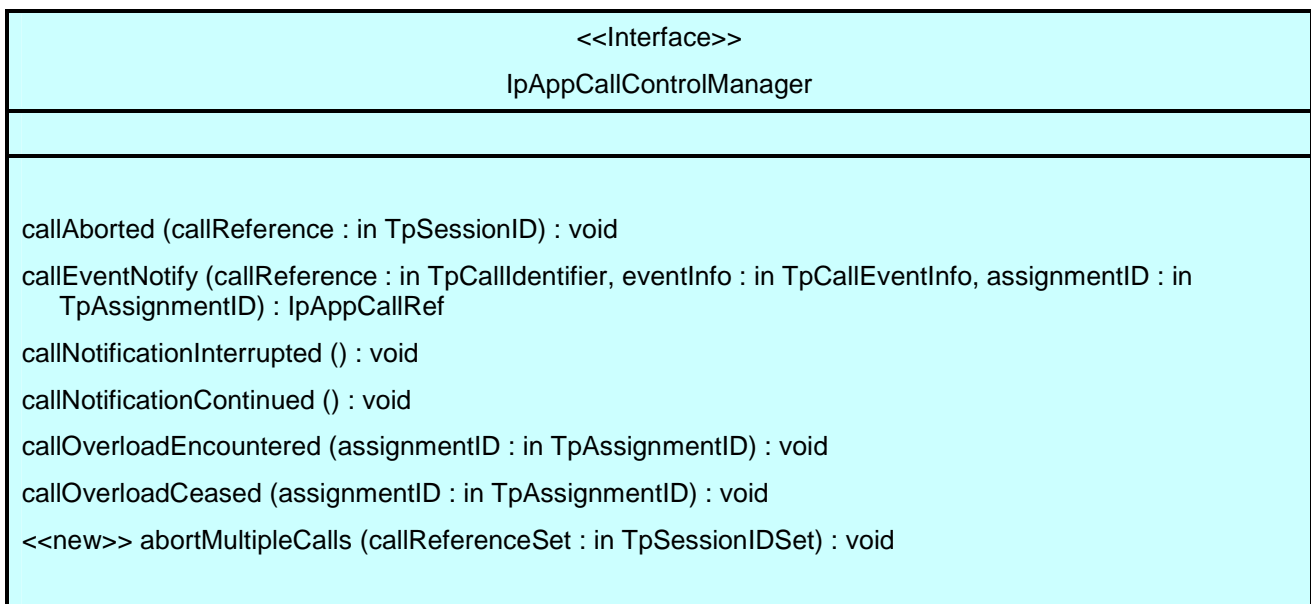 <<Interface>>
IpAppCallControlManager
callAborted (callReference : in TpSessionID) : void
callEventNotify (callReference : in TpCallIdentifier, eventInfo : in TpCallEventInfo, assignmentID : in
TpAssignmentID) : IpAppCallRef
callNotificationInterrupted () : void
callNotificationContinued () : void
callOverloadEncountered (assignmentID : in TpAssignmentID) : void
callOverloadCeased (assignmentID : in TpAssignmentID) : void
<<new>> abortMultipleCalls (callReferenceSet : in TpSessionIDSet) : void